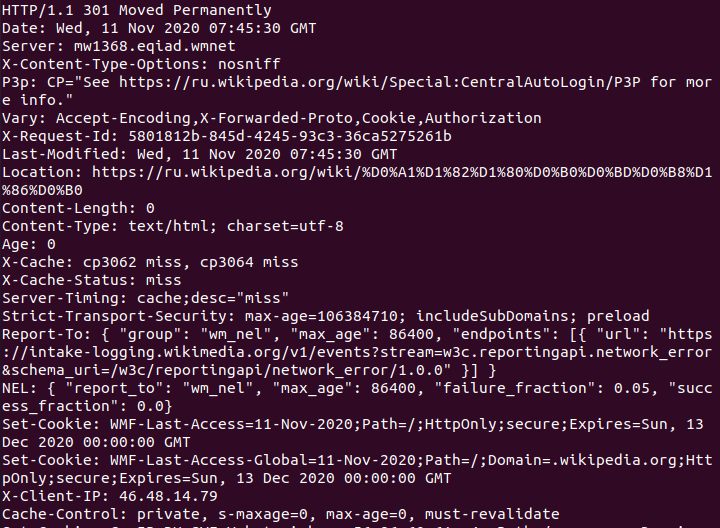 HTTP/1.1 301 Moved Permanently
Date: Wed, 11 Nov 2020 07:45:30 GMT
Server: mw1368.eqiad.wmnet
X-Content-Type-Options: nosniff
P3p: CP="See https://ru.wikipedia.org/wiki/Special:CentralAutoLogin/P3P for mor
e info."
Vary: Accept-Encoding,X-Forwarded-Proto,Cookie,Authorization
X-Request-Id: 5801812b-845d-4245-93c3-36ca5275261b
Last-Modified: Wed, 11 Nov 2020 07:45:30 GMT
Location: https://ru.wikipedia.org/wiki/%D0%A1%D1%82%D1%80%D0%B0%D0%BD%D0%B8%D1
%86%D0%B0
Content-Length: 0
Content-Type: text/html; charset=utf-8
Age: 0
X-Cache: cp3062 miss, cp3064 miss
X-Cache-Status: miss
Server-Timing: cache;desc="miss"
Strict-Transport-Security: max-age=106384710; includeSubDomains; preload
Report-To: { "group": "wm_nel", "max_age": 86400, "endpoints": [{ "url": "https
://intake-logging.wikimedia.org/v1/events?stream=w3c.reportingapi.network_error
&schema_uri=/w3c/reportingapi/network_error/1.0.0" }] }
NEL: { "report_to": "wm_nel", "max_age": 86400, "failure_fraction": 0.05, "succ
ess_fraction": 0.0}
Set-Cookie: WMF-Last-Access=11-Nov-2020;Path=/;HttpOnly;secure;Expires=Sun, 13
Dec 2020 00:00:00 GMT
Set-Cookie: WMF-Last-Access-Global=11-Nov-2020;Path=/;Domain=.wikipedia.org;Htt
pOnly;secure;Expires=Sun, 13 Dec 2020 00:00:00 GMT
X-Client-IP: 46.48.14.79
Cache-Control: private, s-maxage=0, max-age=0, must-revalidate